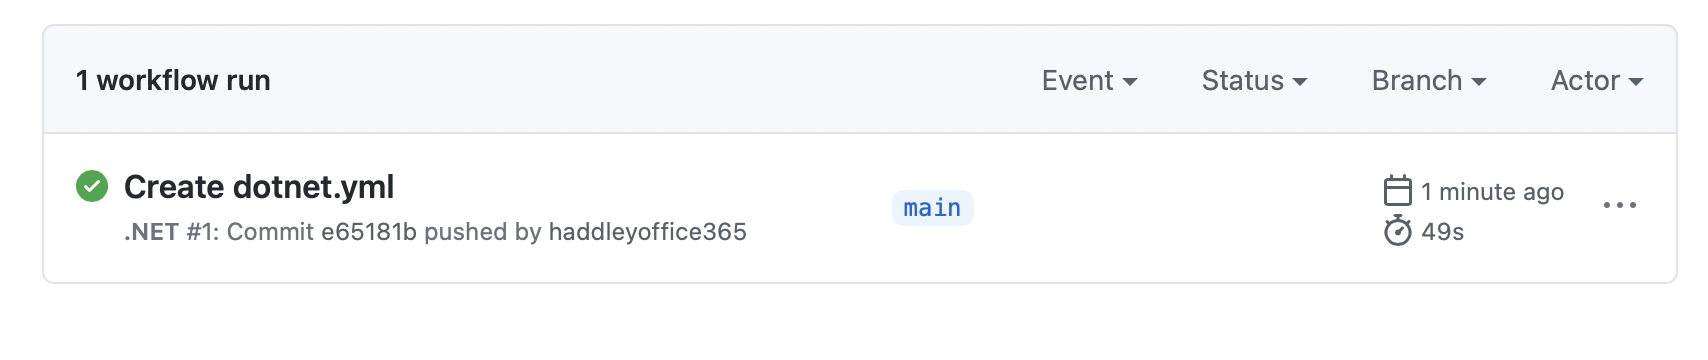 1 workflow run Event Status Branch Actor
Create dotnet.yml
.NET #1: Commit e65181b pushed by haddleyoffice365
main
1 minute ago
49s